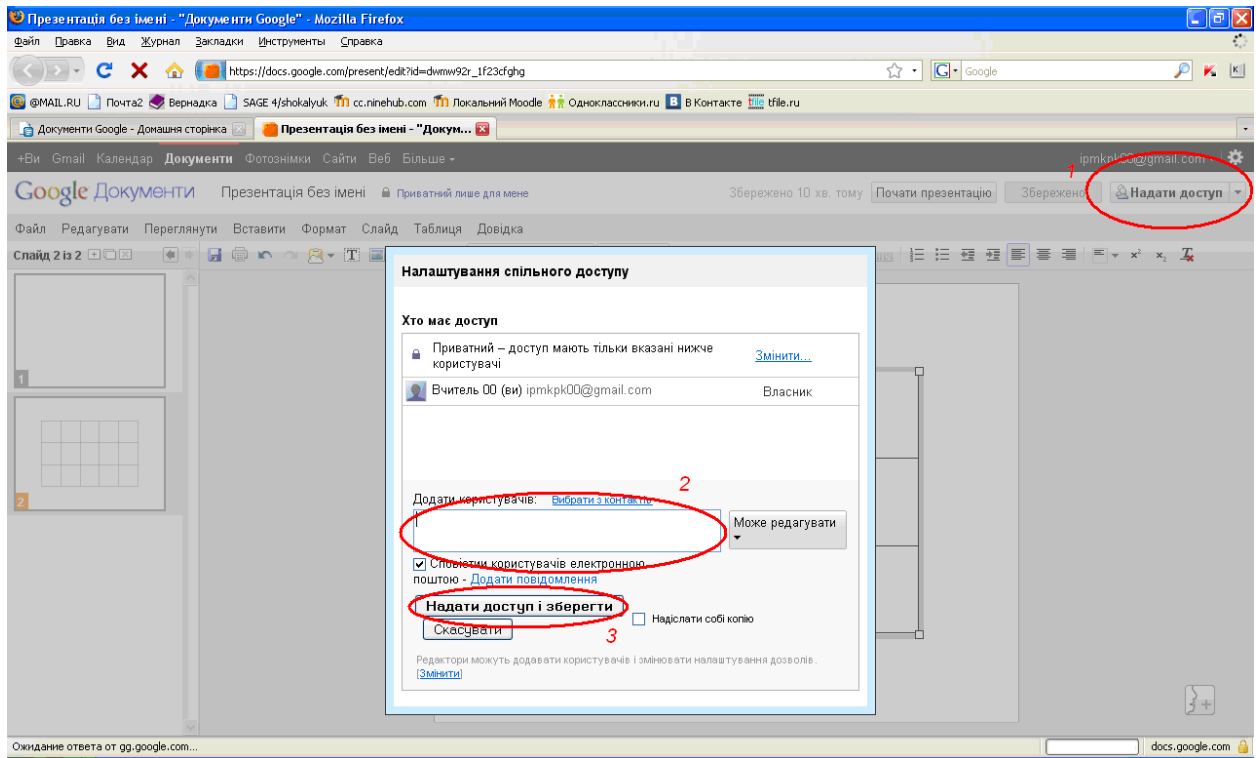 Презентація без імені - "Документи Google" - Mozilla Firefox
Файл Правка Вид Журнал Закладки Инструменты Справка
https://docs.google.com/present/edit?id=dwmw92r_1f23cfghg Google
@MAIL.RU Почта2 Вернадка SAGE 4/shokalyuk cc.ninehub.com Локальний Moodle Одноклассники.ru В Контакте tfile.ru
Документи Google - Домашня сторінка Презентація без імені - "Докум...
+Ви Gmail Календар Документи Фотознімки Сайти Веб Більше ipmkpk00@gmail.com
1
Google Документи Презентація без імені Приватний лише для мене Збережено 10 хв. тому Почати презентацію Збережено Надати доступ
Файл Редагувати Переглянути Вставити Формат Слайд Таблиця Довідка
Слайд 2 із 2
Налаштування спільного доступу
Хто має доступ
Приватний – доступ мають тільки вказані нижче користувачі Змінити...
1
Вчитель 00 (ви) ipmkpk00@gmail.com Власник
2
2
Додати користувачів: Вибрати з контактів
Може редагувати
Сповістити користувачів електронною
поштою - Додати повідомлення
Надати доступ і зберегти
Надіслати собі копію
Скасувати
3
Редактори можуть додавати користувачів і змінювати налаштування дозволів.
[Змінити]
Ожидание ответа от gg.google.com... docs.google.com